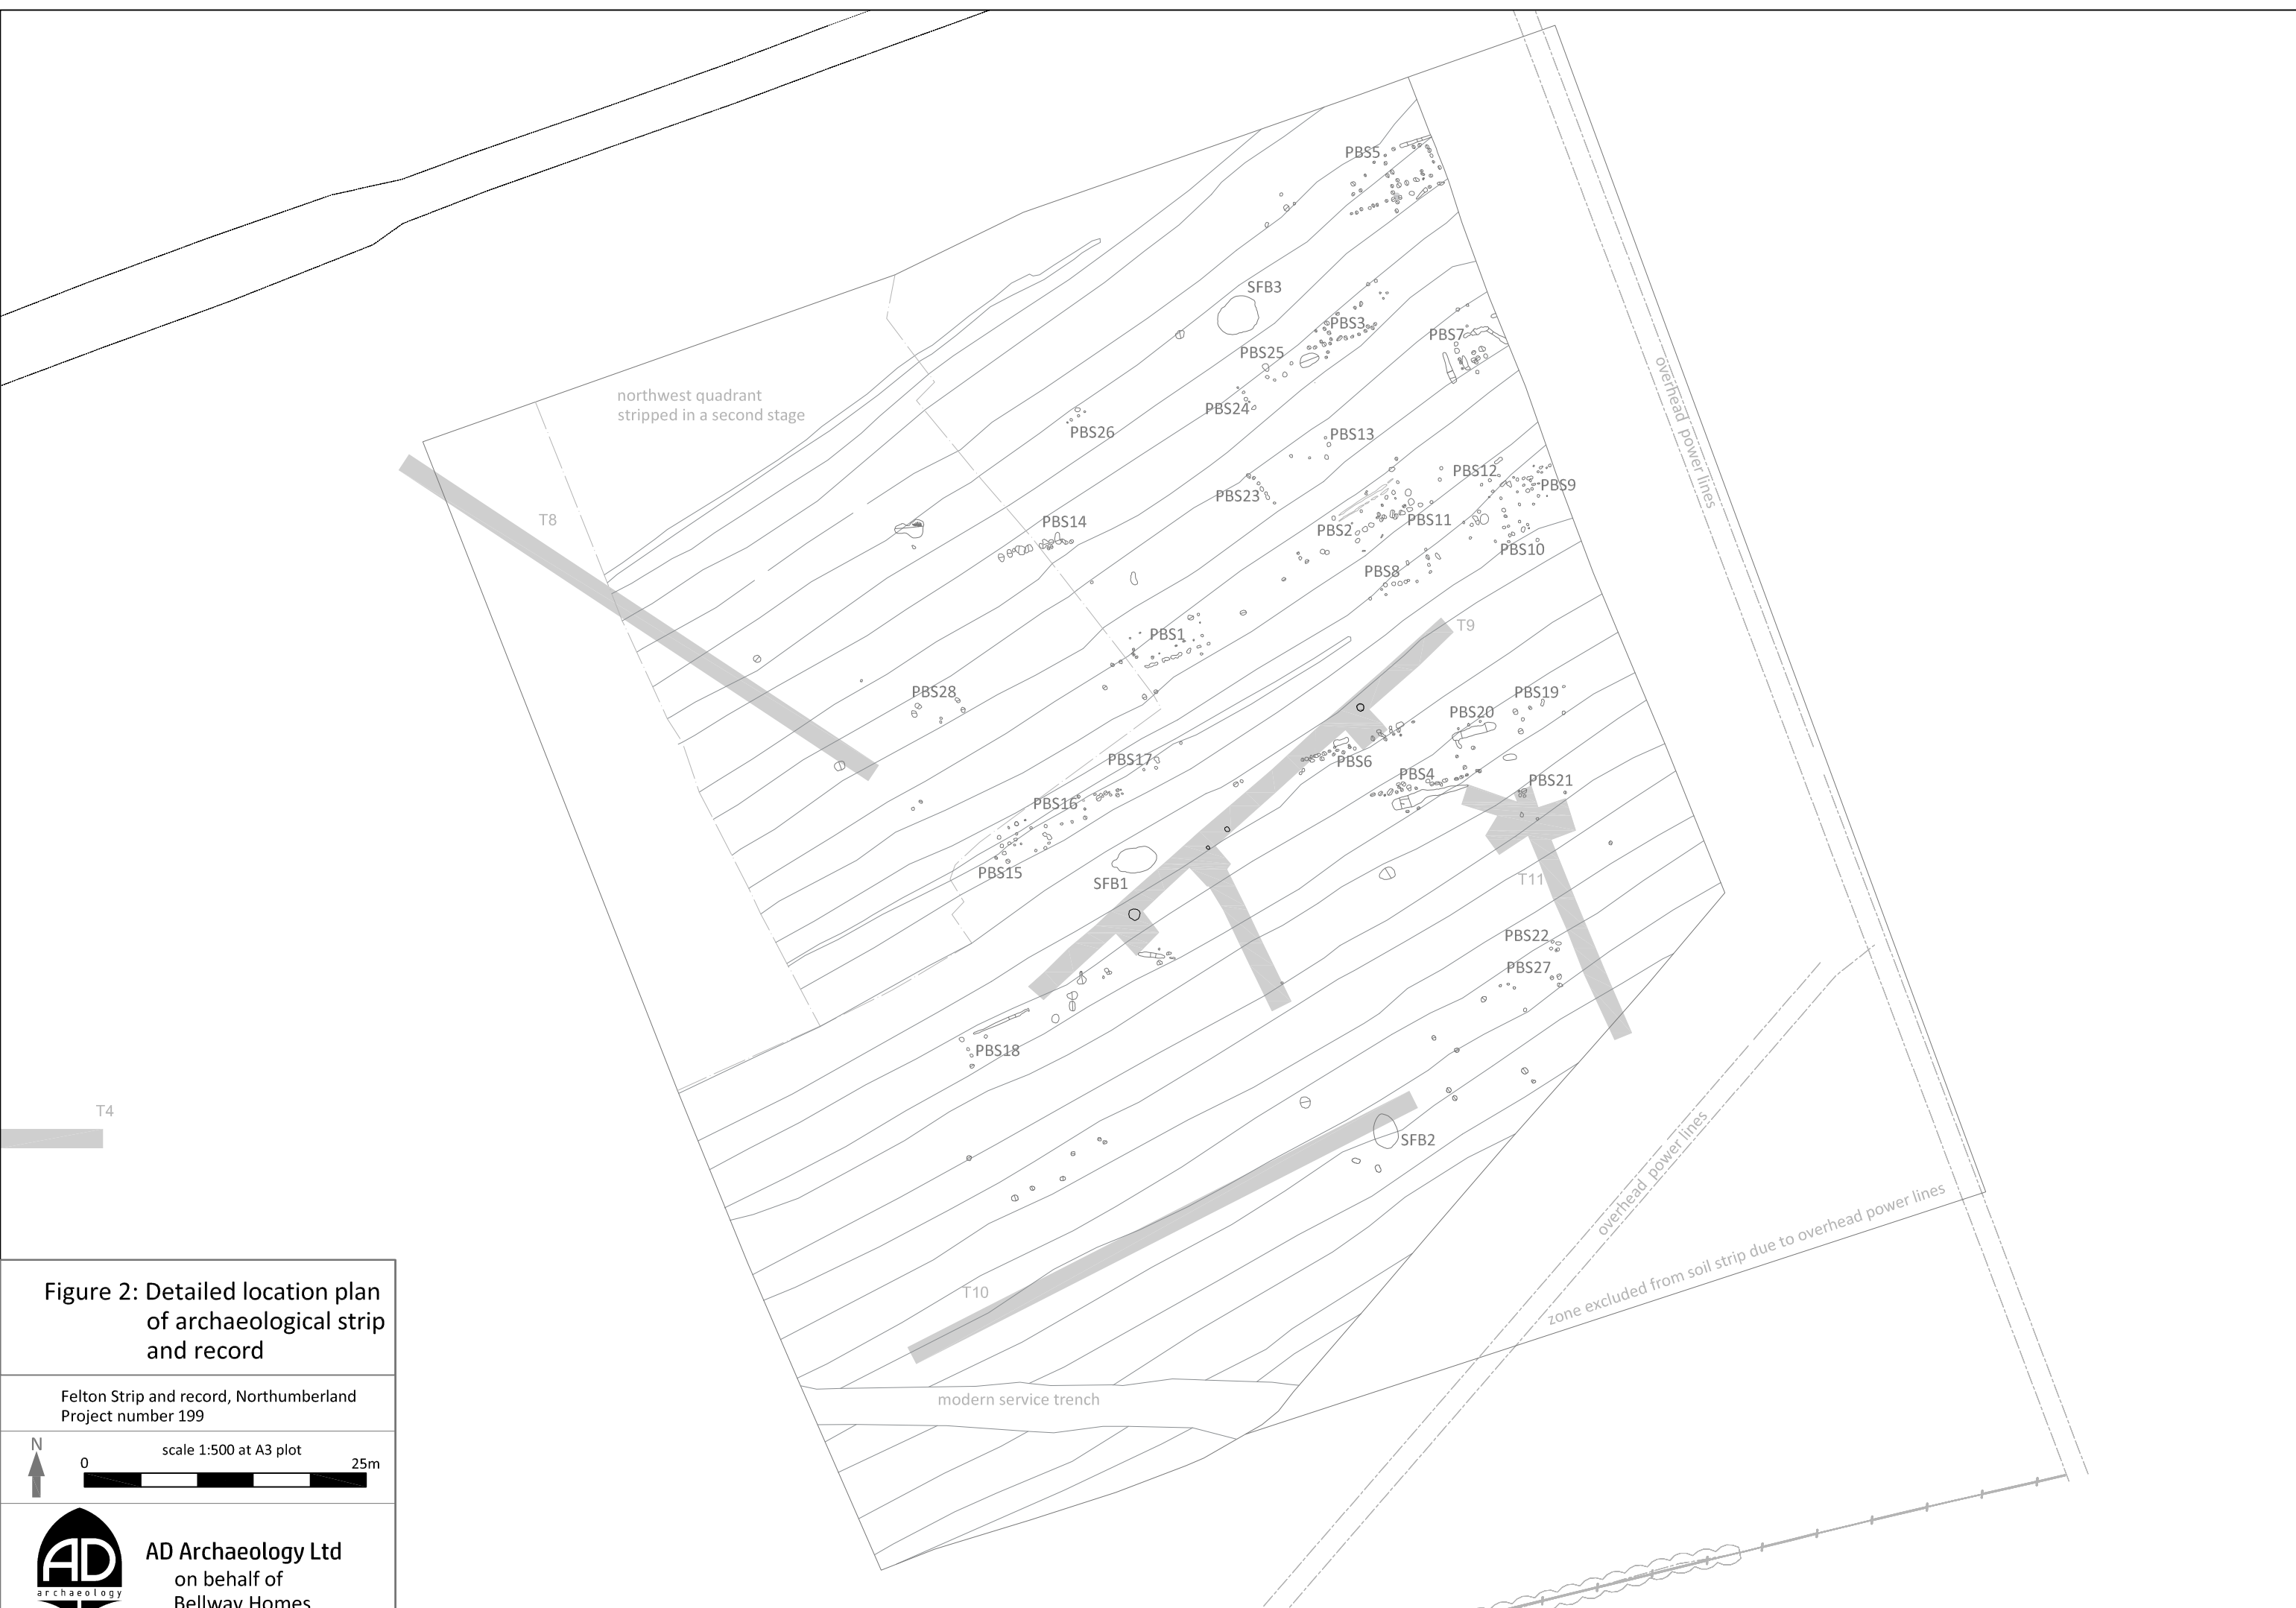 PBS5
SFB3
PBS3
PBS7
PBS25
overhead power lines
northwest quadrant
stripped in a second stage
PBS24
PBS26
PBS13
PBS12
PBS9
PBS23
T8
PBS14
PBS2
PBS11
PBS10
PBS8
T9
PBS1
PBS28
PBS19
PBS20
PBS17
PBS6
PBS4
PBS21
PBS16
PBS15
SFB1
T11
PBS22
PBS27
PBS18
T4
SFB2
overhead power lines
zone excluded from soil strip due to overhead power lines
T10
modern service trench
Figure 2: Detailed location plan
of archaeological strip
and record
Felton Strip and record, Northumberland
Project number 199
N
scale 1:500 at A3 plot
0 25m
AD
archaeology
AD Archaeology Ltd
on behalf of
Bellway Homes